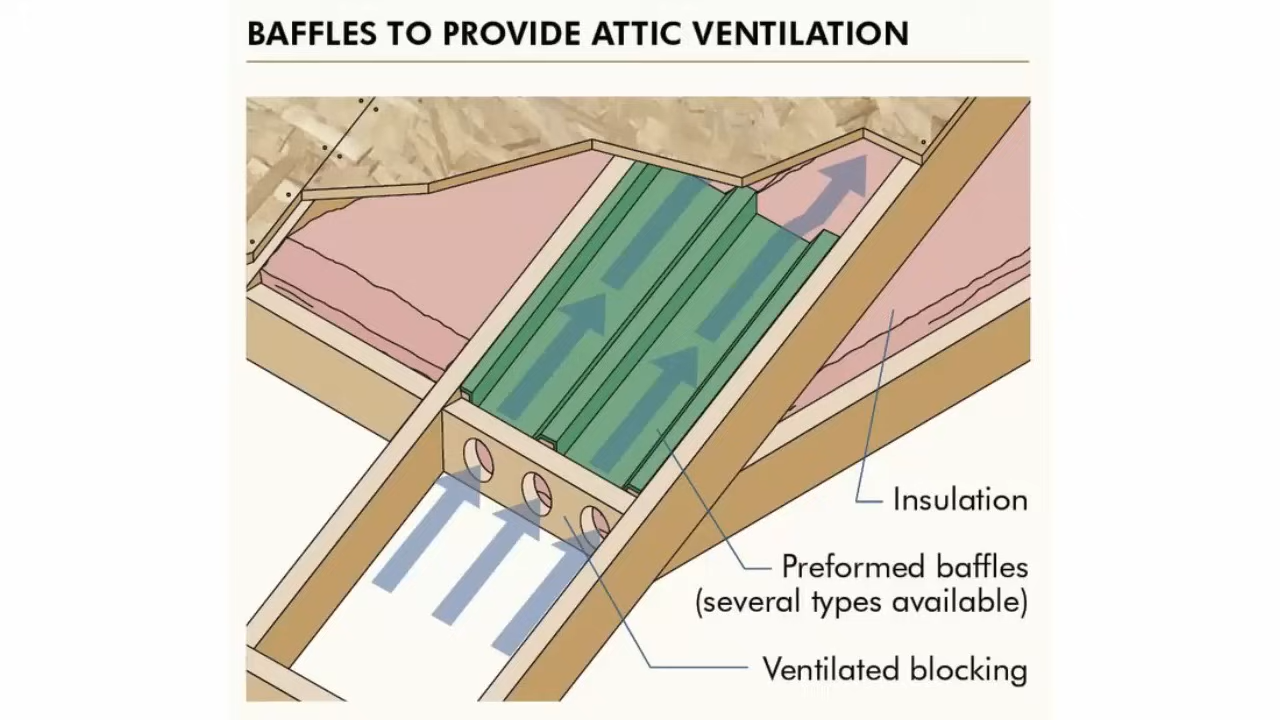 BAFFLES TO PROVIDE ATTIC VENTILATION
Insulation
Preformed baffles
(several types available)
Ventilated blocking